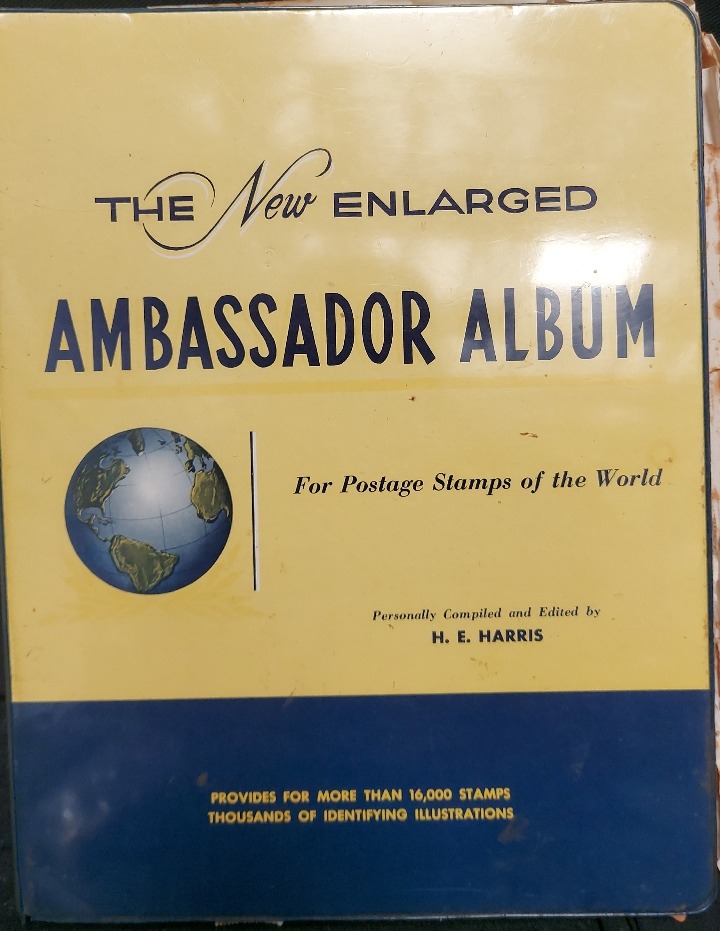 THE New ENLARGED
AMBASSADOR ALBUM
For Postage Stamps of the World
Personally Compiled and Edited by
H. E. HARRIS
PROVIDES FOR MORE THAN 16,000 STAMPS
THOUSANDS OF IDENTIFYING ILLUSTRATIONS